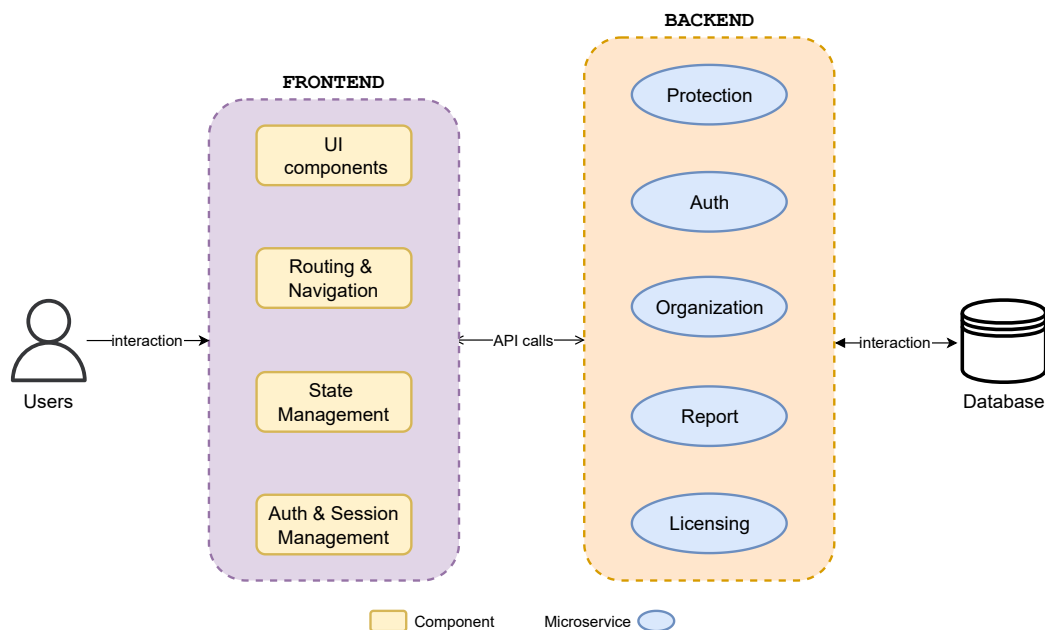 BACKEND
FRONTEND
Protection
UI
components
Auth
Routing &
Navigation
Organization
interaction
API calls
interaction
Users
State
Management
Report
Database
Auth & Session
Management
Licensing
Component
Microservice